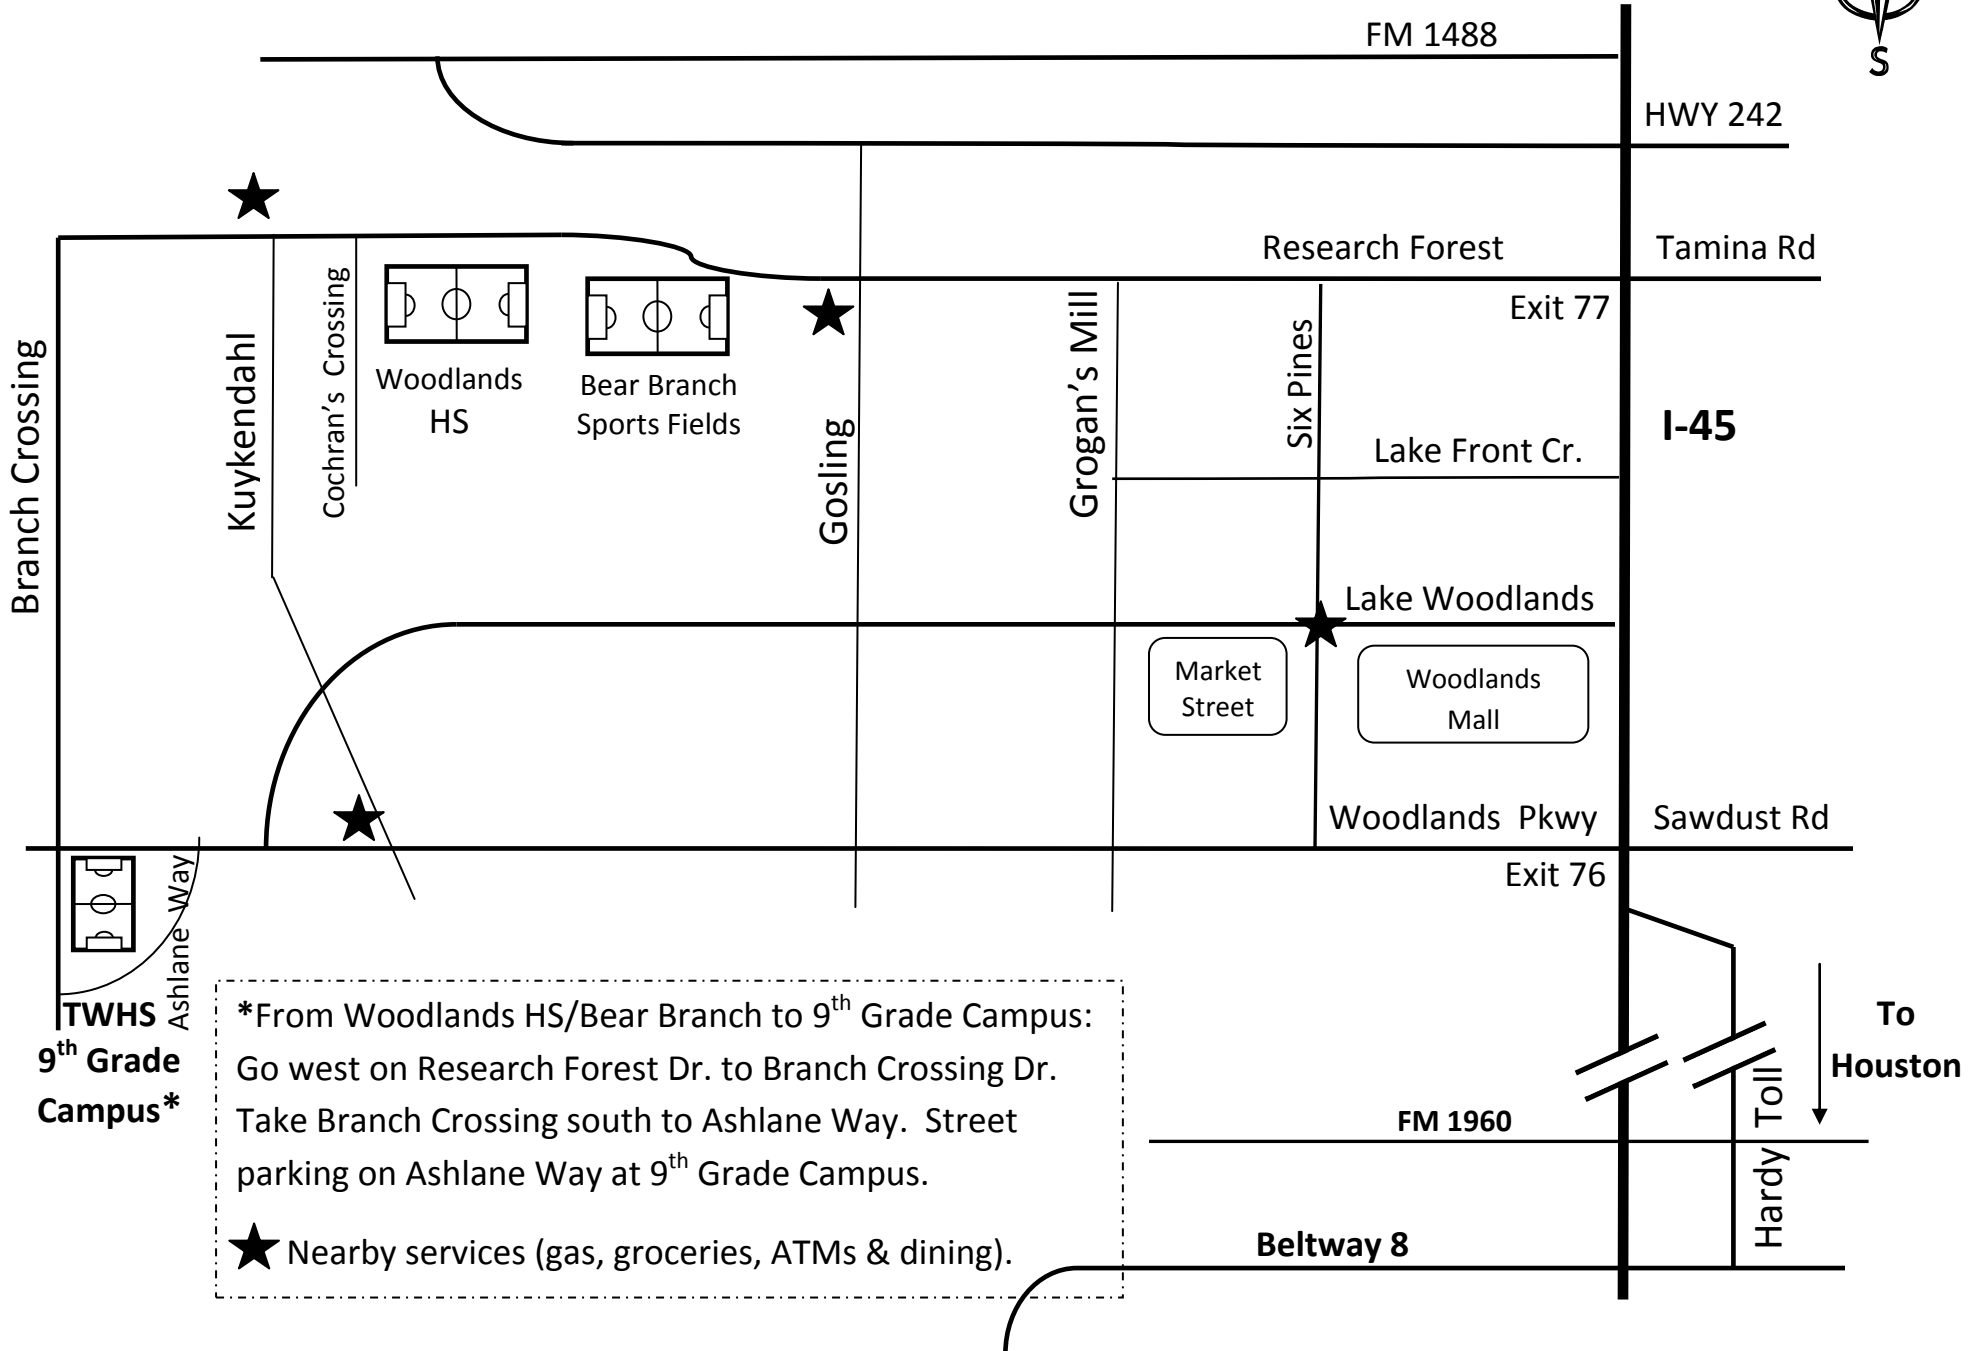 FM 1488
S
HWY 242
Research Forest
Tamina Rd
Exit 77
Branch Crossing
Kuykendahl
Cochran's Crossing
Woodlands
HS
Bear Branch
Sports Fields
Gosling
Grogan's Mill
Six Pines
I-45
Lake Front Cr.
Lake Woodlands
Market
Street
Woodlands
Mall
Woodlands Pkwy
Sawdust Rd
Exit 76
Ashlane Way
TWHS
9th Grade
Campus*
*From Woodlands HS/Bear Branch to 9th Grade Campus:
Go west on Research Forest Dr. to Branch Crossing Dr.
Take Branch Crossing south to Ashlane Way. Street
parking on Ashlane Way at 9th Grade Campus.
Nearby services (gas, groceries, ATMs & dining).
To
Houston
FM 1960
Hardy Toll
Beltway 8